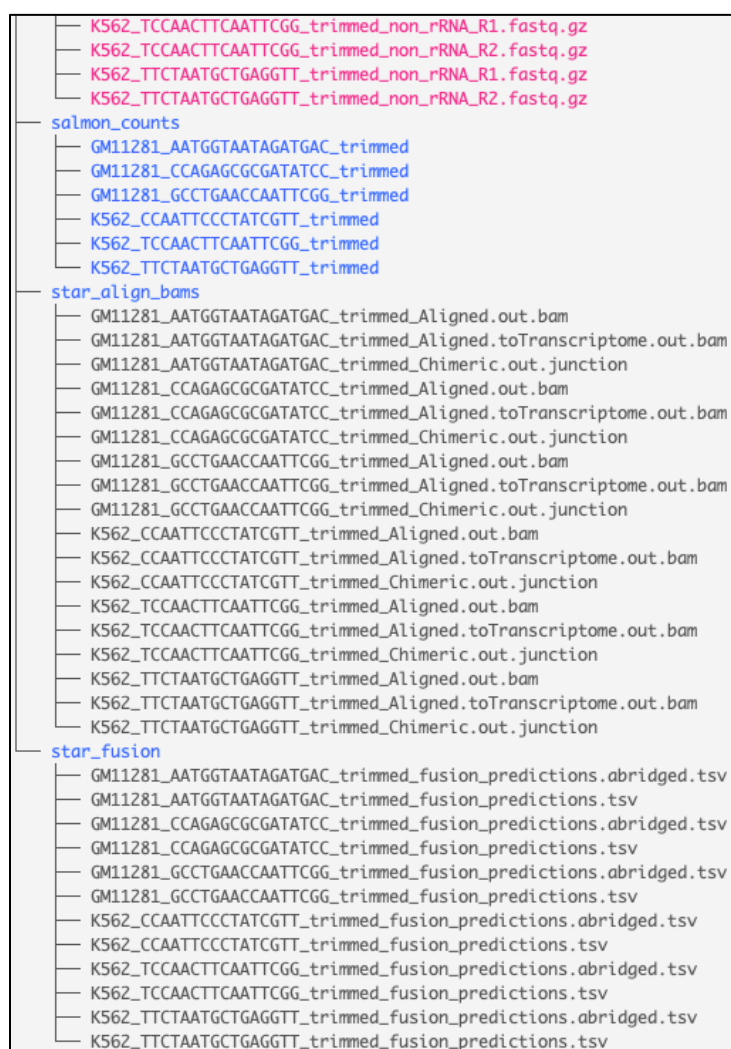 K562_TCCAACTTCAATTCGG_trimmed_non_rRNA_R1.fastq.gz
K562_TCCAACTTCAATTCGG_trimmed_non_rRNA_R2.fastq.gz
K562_TTCTAATGCTGAGGTT_trimmed_non_rRNA_R1.fastq.gz
K562_TTCTAATGCTGAGGTT_trimmed_non_rRNA_R2.fastq.gz
salmon_counts
GM11281_AATGGTAATAGATGAC_trimmed
GM11281_CCAGAGCGCGATATCC_trimmed
GM11281_GCCTGAACCAATTCGG_trimmed
K562_CCAATTCCCTATCGTT_trimmed
K562_TCCAACTTCAATTCGG_trimmed
K562_TTCTAATGCTGAGGTT_trimmed
star_align_bams
GM11281_AATGGTAATAGATGAC_trimmed_Aligned.out.bam
GM11281_AATGGTAATAGATGAC_trimmed_Aligned.toTranscriptome.out.bam
GM11281_AATGGTAATAGATGAC_trimmed_Chimeric.out.junction
GM11281_CCAGAGCGCGATATCC_trimmed_Aligned.out.bam
GM11281_CCAGAGCGCGATATCC_trimmed_Aligned.toTranscriptome.out.bam
GM11281_CCAGAGCGCGATATCC_trimmed_Chimeric.out.junction
GM11281_GCCTGAACCAATTCGG_trimmed_Aligned.out.bam
GM11281_GCCTGAACCAATTCGG_trimmed_Aligned.toTranscriptome.out.bam
GM11281_GCCTGAACCAATTCGG_trimmed_Chimeric.out.junction
K562_CCAATTCCCTATCGTT_trimmed_Aligned.out.bam
K562_CCAATTCCCTATCGTT_trimmed_Aligned.toTranscriptome.out.bam
K562_CCAATTCCCTATCGTT_trimmed_Chimeric.out.junction
K562_TCCAACTTCAATTCGG_trimmed_Aligned.out.bam
K562_TCCAACTTCAATTCGG_trimmed_Aligned.toTranscriptome.out.bam
K562_TCCAACTTCAATTCGG_trimmed_Chimeric.out.junction
K562_TTCTAATGCTGAGGTT_trimmed_Aligned.out.bam
K562_TTCTAATGCTGAGGTT_trimmed_Aligned.toTranscriptome.out.bam
K562_TTCTAATGCTGAGGTT_trimmed_Chimeric.out.junction
star_fusion
GM11281_AATGGTAATAGATGAC_trimmed_fusion_predictions.abridged.tsv
GM11281_AATGGTAATAGATGAC_trimmed_fusion_predictions.tsv
GM11281_CCAGAGCGCGATATCC_trimmed_fusion_predictions.abridged.tsv
GM11281_CCAGAGCGCGATATCC_trimmed_fusion_predictions.tsv
GM11281_GCCTGAACCAATTCGG_trimmed_fusion_predictions.abridged.tsv
GM11281_GCCTGAACCAATTCGG_trimmed_fusion_predictions.tsv
K562_CCAATTCCCTATCGTT_trimmed_fusion_predictions.abridged.tsv
K562_CCAATTCCCTATCGTT_trimmed_fusion_predictions.tsv
K562_TCCAACTTCAATTCGG_trimmed_fusion_predictions.abridged.tsv
K562_TCCAACTTCAATTCGG_trimmed_fusion_predictions.tsv
K562_TTCTAATGCTGAGGTT_trimmed_fusion_predictions.abridged.tsv
K562_TTCTAATGCTGAGGTT_trimmed_fusion_predictions.tsv